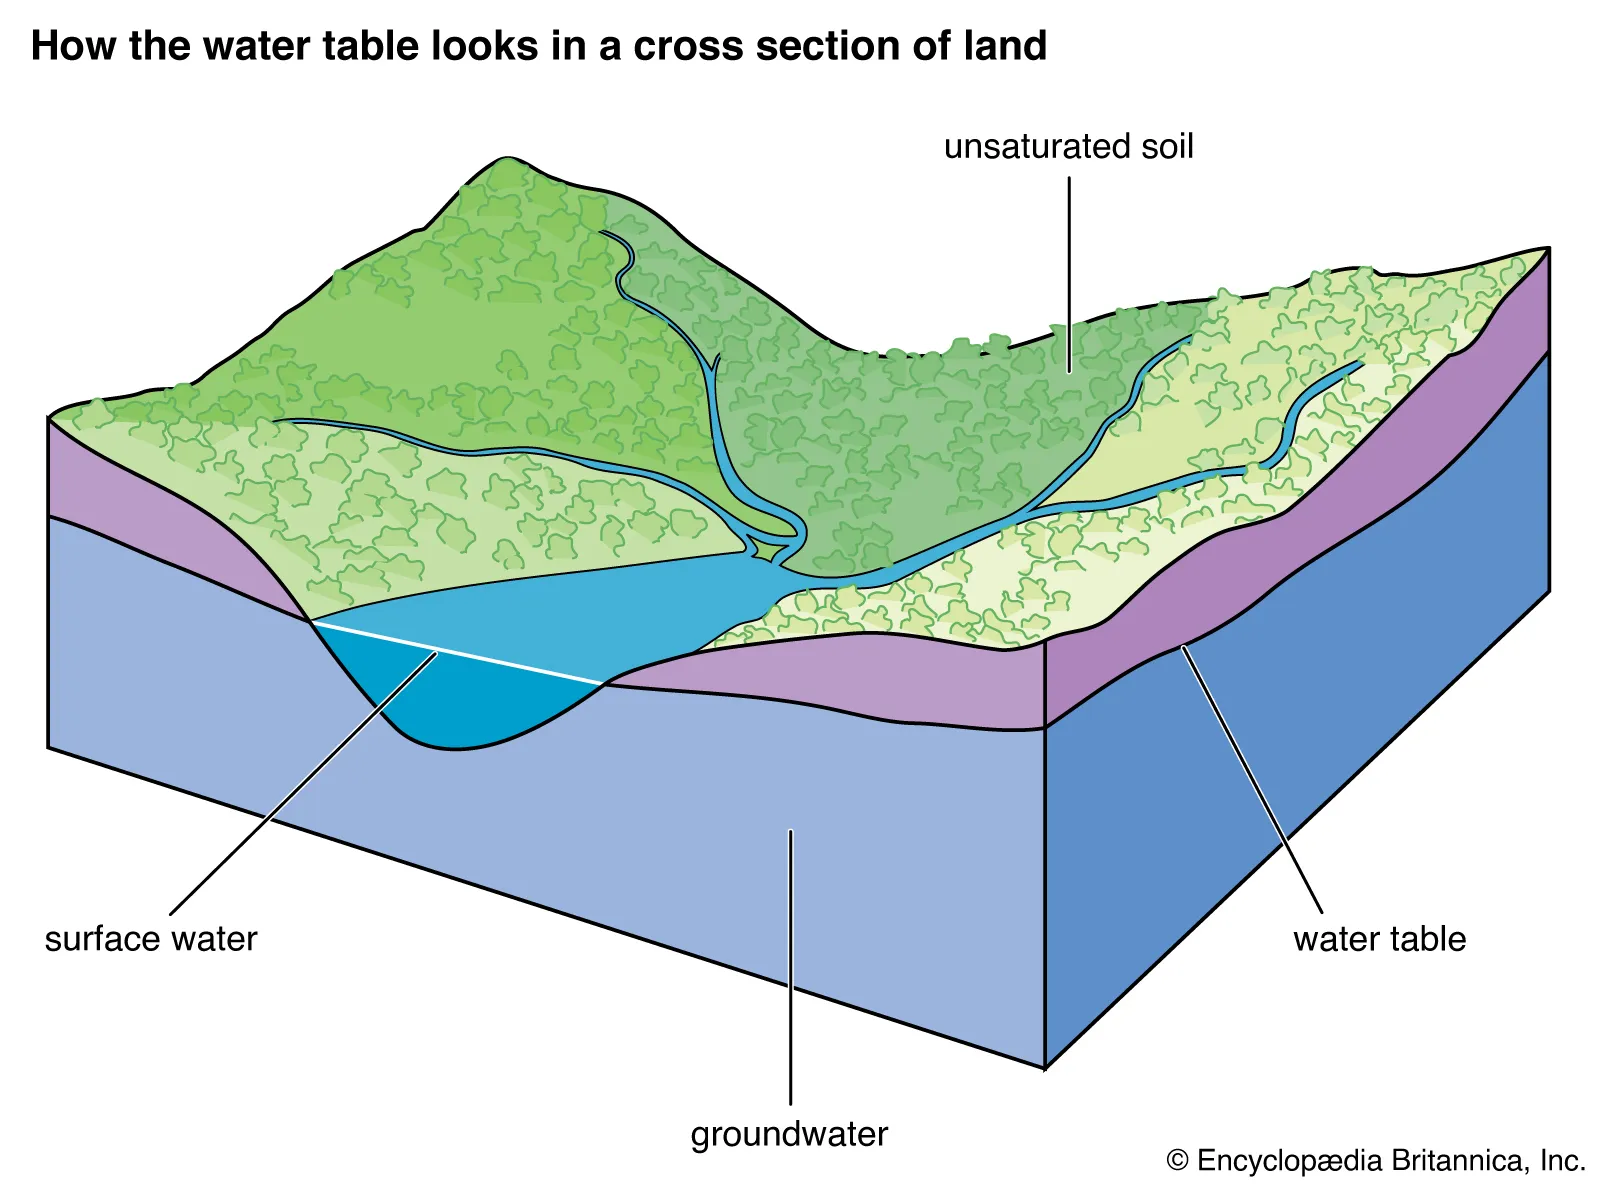 How the water table looks in a cross section of land
unsaturated soil
surface water
water table
groundwater
© Encyclopædia Britannica, Inc.